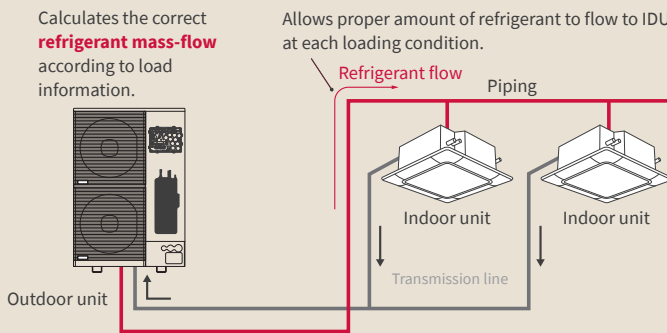 Calculates the correct
refrigerant mass-flow
according to load
information.
Allows proper amount of refrigerant to flow to IDU
at each loading condition.
Refrigerant flow
Piping
Indoor unit
Indoor unit
Transmission line
Outdoor unit